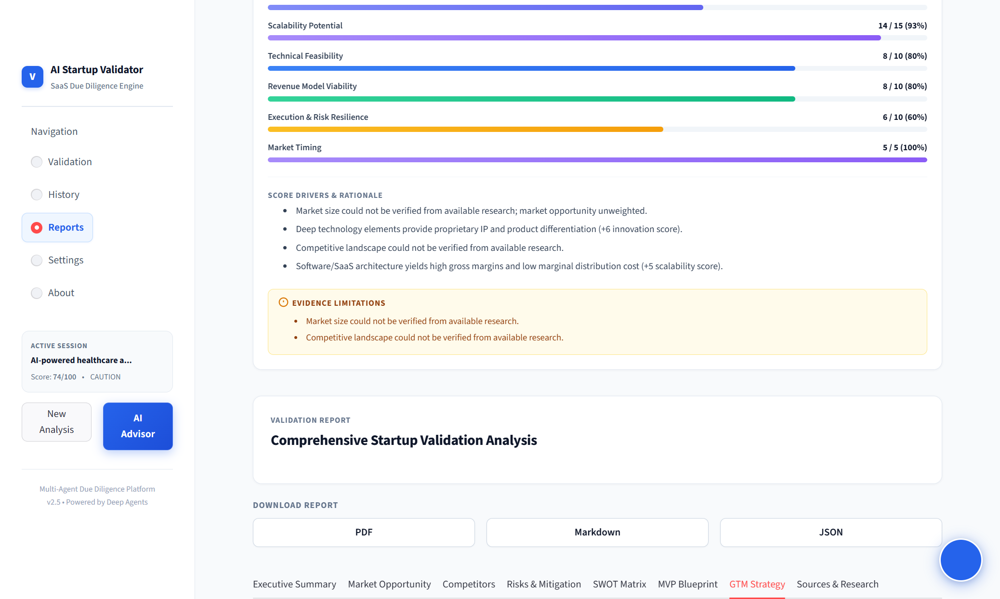 V
AI Startup Validator
SaaS Due Diligence Engine
Navigation
Validation
History
Reports
Settings
About
ACTIVE SESSION
AI-powered healthcare a...
Score: 74/100 • CAUTION
New
Analysis
AI
Advisor
Multi-Agent Due Diligence Platform
v2.5 • Powered by Deep Agents
Scalability Potential 14 / 15 (93%)
Technical Feasibility 8 / 10 (80%)
Revenue Model Viability 8 / 10 (80%)
Execution & Risk Resilience 6 / 10 (60%)
Market Timing 5 / 5 (100%)
SCORE DRIVERS & RATIONALE
• Market size could not be verified from available research; market opportunity unweighted.
• Deep technology elements provide proprietary IP and product differentiation (+6 innovation score).
• Competitive landscape could not be verified from available research.
• Software/SaaS architecture yields high gross margins and low marginal distribution cost (+5 scalability score).
EVIDENCE LIMITATIONS
• Market size could not be verified from available research.
• Competitive landscape could not be verified from available research.
VALIDATION REPORT
Comprehensive Startup Validation Analysis
DOWNLOAD REPORT
PDF Markdown JSON
Executive Summary Market Opportunity Competitors Risks & Mitigation SWOT Matrix MVP Blueprint GTM Strategy Sources & Research